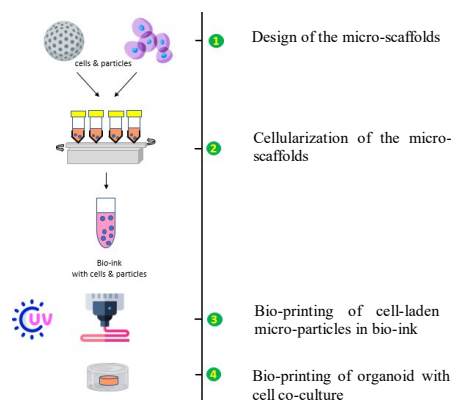 cells & particles
1
Design of the micro-scaffolds
2
Cellularization of the micro-
scaffolds
Bio-ink
with cells & particles
UV
3
Bio-printing of cell-laden
micro-particles in bio-ink
4
Bio-printing of organoid with
cell co-culture